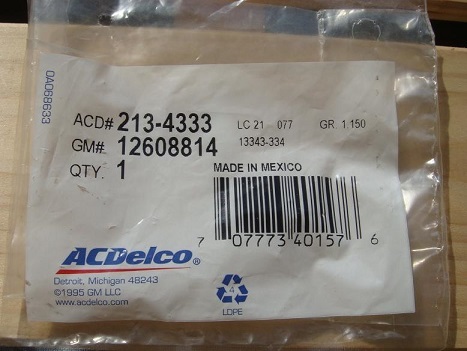 0AD68633
ACD# 213-4333 LC 21 077 GR. 1.150
GM# 12608814 13343-334
QTY. 1 MADE IN MEXICO
7 07773 40157 6
ACDelco®
Detroit, Michigan 48243
©1995 GM LLC
www.acdelco.com
4
LDPE